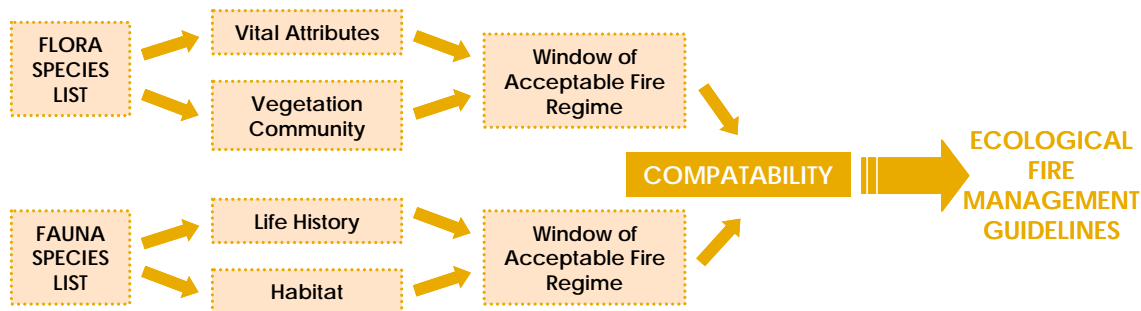 FLORA
SPECIES
LIST
Vital Attributes
Vegetation
Community
Window of
Acceptable Fire
Regime
FAUNA
SPECIES
LIST
Life History
Habitat
Window of
Acceptable Fire
Regime
COMPATABILITY
ECOLOGICAL
FIRE
MANAGEMENT
GUIDELINES